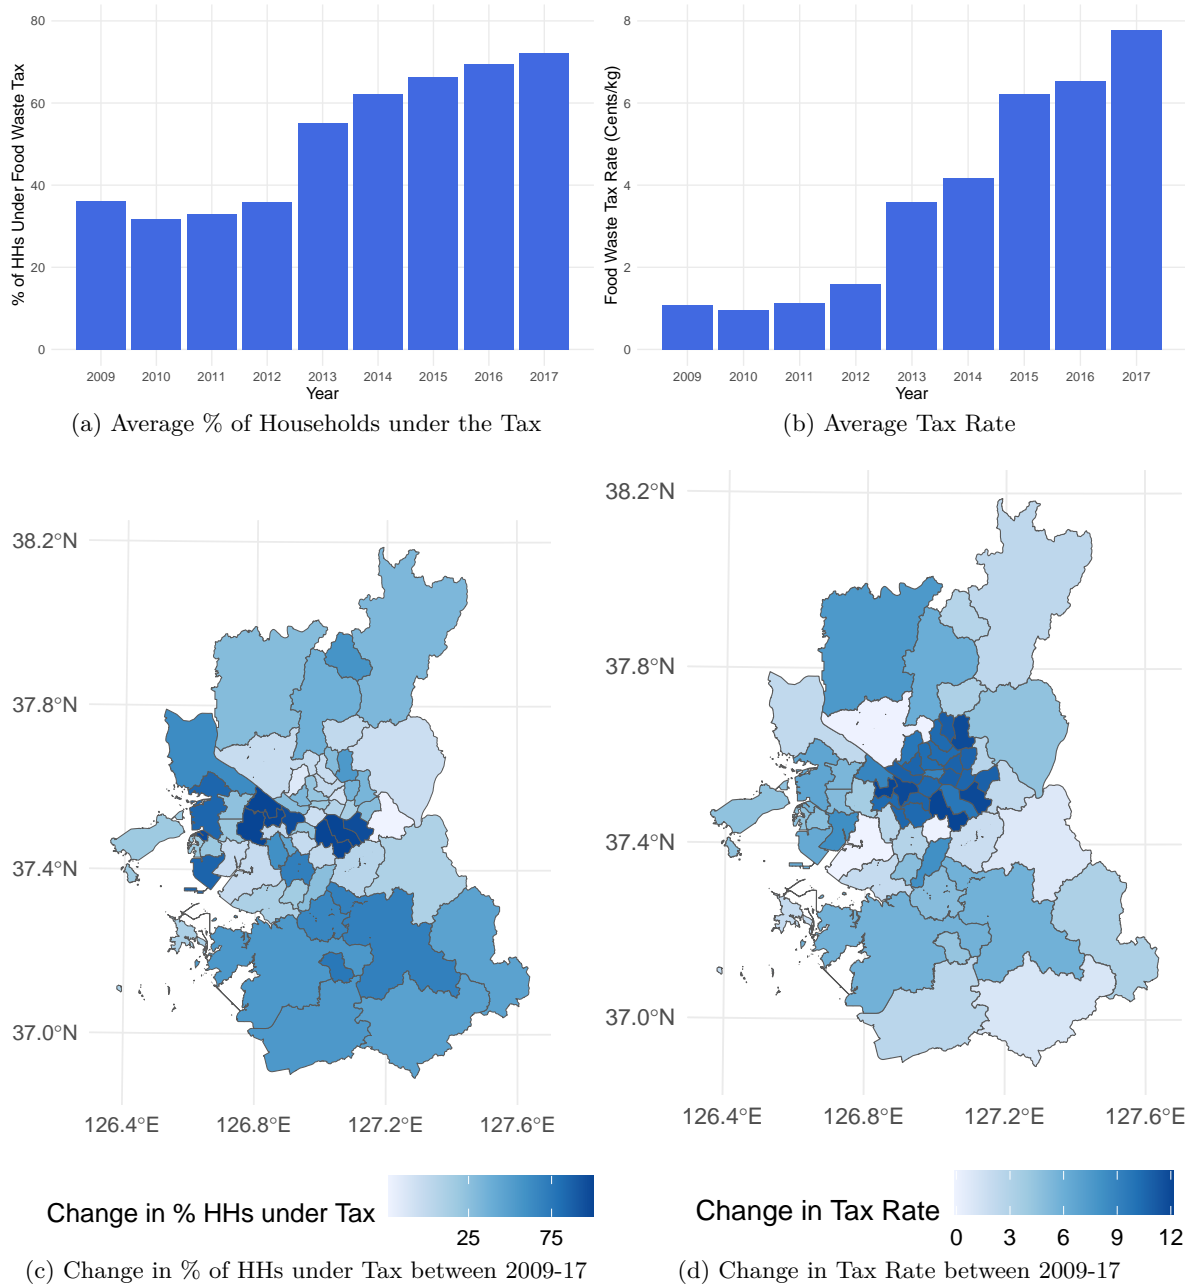 % of HHs Under Food Waste Tax
80
60
40
20
0
2009 2010 2011 2012 2013 2014 2015 2016 2017
Year
(a) Average % of Households under the Tax
Food Waste Tax Rate (Cents/kg)
8
6
4
2
0
2009 2010 2011 2012 2013 2014 2015 2016 2017
Year
(b) Average Tax Rate
38.2°N
37.8°N
37.4°N
37.0°N
126.4°E 126.8°E 127.2°E 127.6°E
Change in % HHs under Tax
25 75
(c) Change in % of HHs under Tax between 2009-17
38.2°N
37.8°N
37.4°N
37.0°N
126.4°E 126.8°E 127.2°E 127.6°E
Change in Tax Rate
0 3 6 9 12
(d) Change in Tax Rate between 2009-17